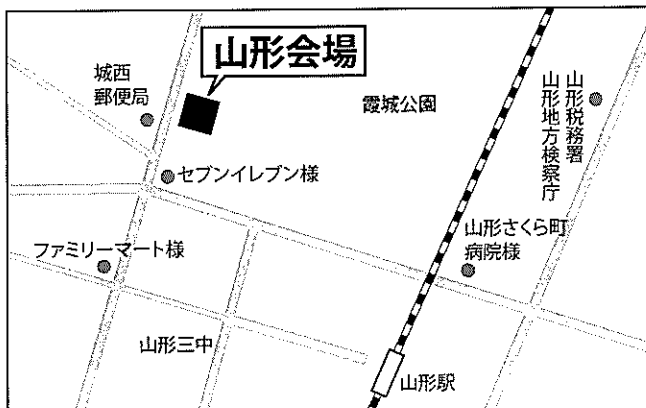 山形会場
城西
郵便局
霞城公園
山形税務署
山形地方検察庁
セブンイレブン様
山形さくら町
病院様
ファミリーマート様
山形三中
山形駅